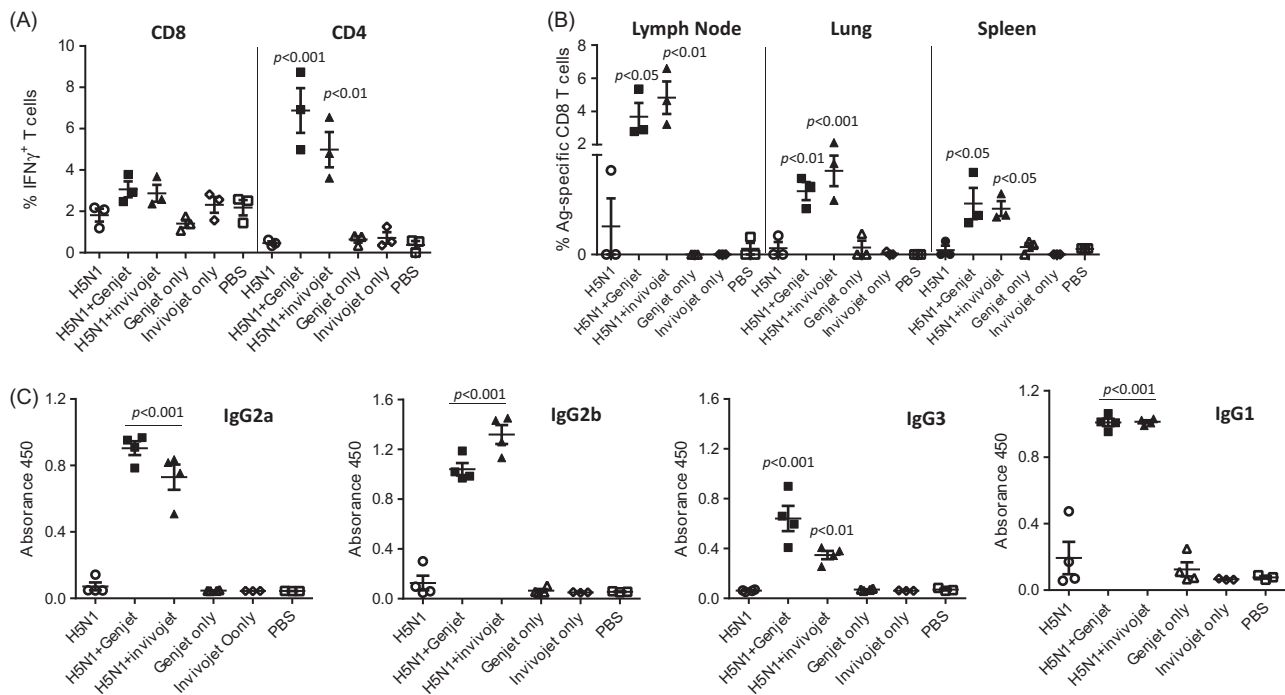 (A)
CD8
CD4
% IFNγ+ T cells
10
8
6
4
2
0
p<0.001
p<0.01
H5N1
H5N1+Genjet
H5N1+invivojet
Genjet only
Invivojet only
PBS
H5N1
H5N1+Genjet
H5N1+invivojet
Genjet only
Invivojet only
PBS
(B)
Lymph Node
Lung
Spleen
% Ag-specific CD8 T cells
8
6
4
2
0
p<0.05
p<0.01
p<0.01
p<0.001
p<0.05
p<0.05
H5N1
H5N1+Genjet
H5N1+invivojet
Genjet only
Invivojet only
PBS
H5N1
H5N1+Genjet
H5N1+invivojet
Genjet only
Invivojet only
PBS
H5N1
H5N1+Genjet
H5N1+invivojet
Genjet only
Invivojet only
PBS
(C)
IgG2a
Absorance 450
1.2
0.8
0.4
0.0
p<0.001
H5N1
H5N1+Genjet
H5N1+invivojet
Genjet only
Invivojet Oonly
PBS
IgG2b
Absorance 450
1.6
1.2
0.8
0.4
0.0
p<0.001
H5N1
H5N1+Genjet
H5N1+invivojet
Genjet only
Invivojet only
PBS
IgG3
Absorance 450
1.6
1.2
0.8
0.4
0.0
p<0.001
p<0.01
H5N1
H5N1+Genjet
H5N1+invivojet
Genjet only
Invivojet only
PBS
IgG1
Absorance 450
1.2
0.8
0.4
0.0
p<0.001
H5N1
H5N1+Genjet
H5N1+invivojet
Genjet only
Invivojet only
PBS